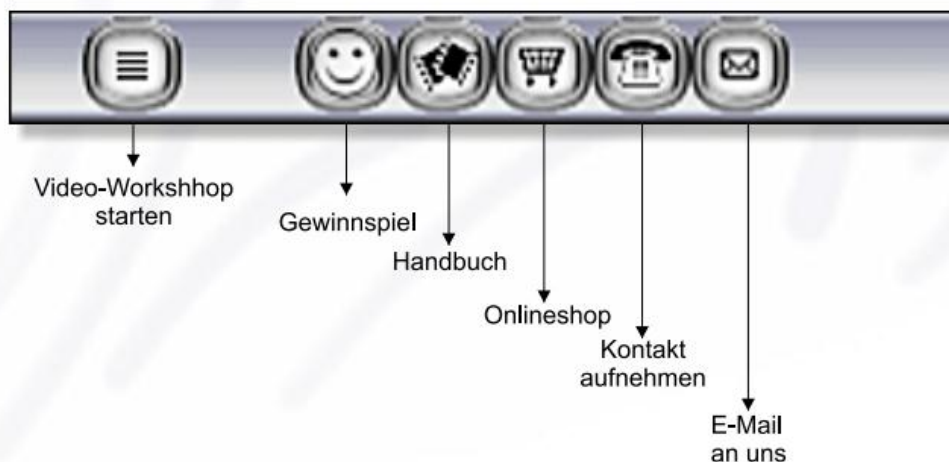 Video-Workshhop
starten
Gewinnspiel
Handbuch
Onlineshop
Kontakt
aufnehmen
E-Mail
an uns